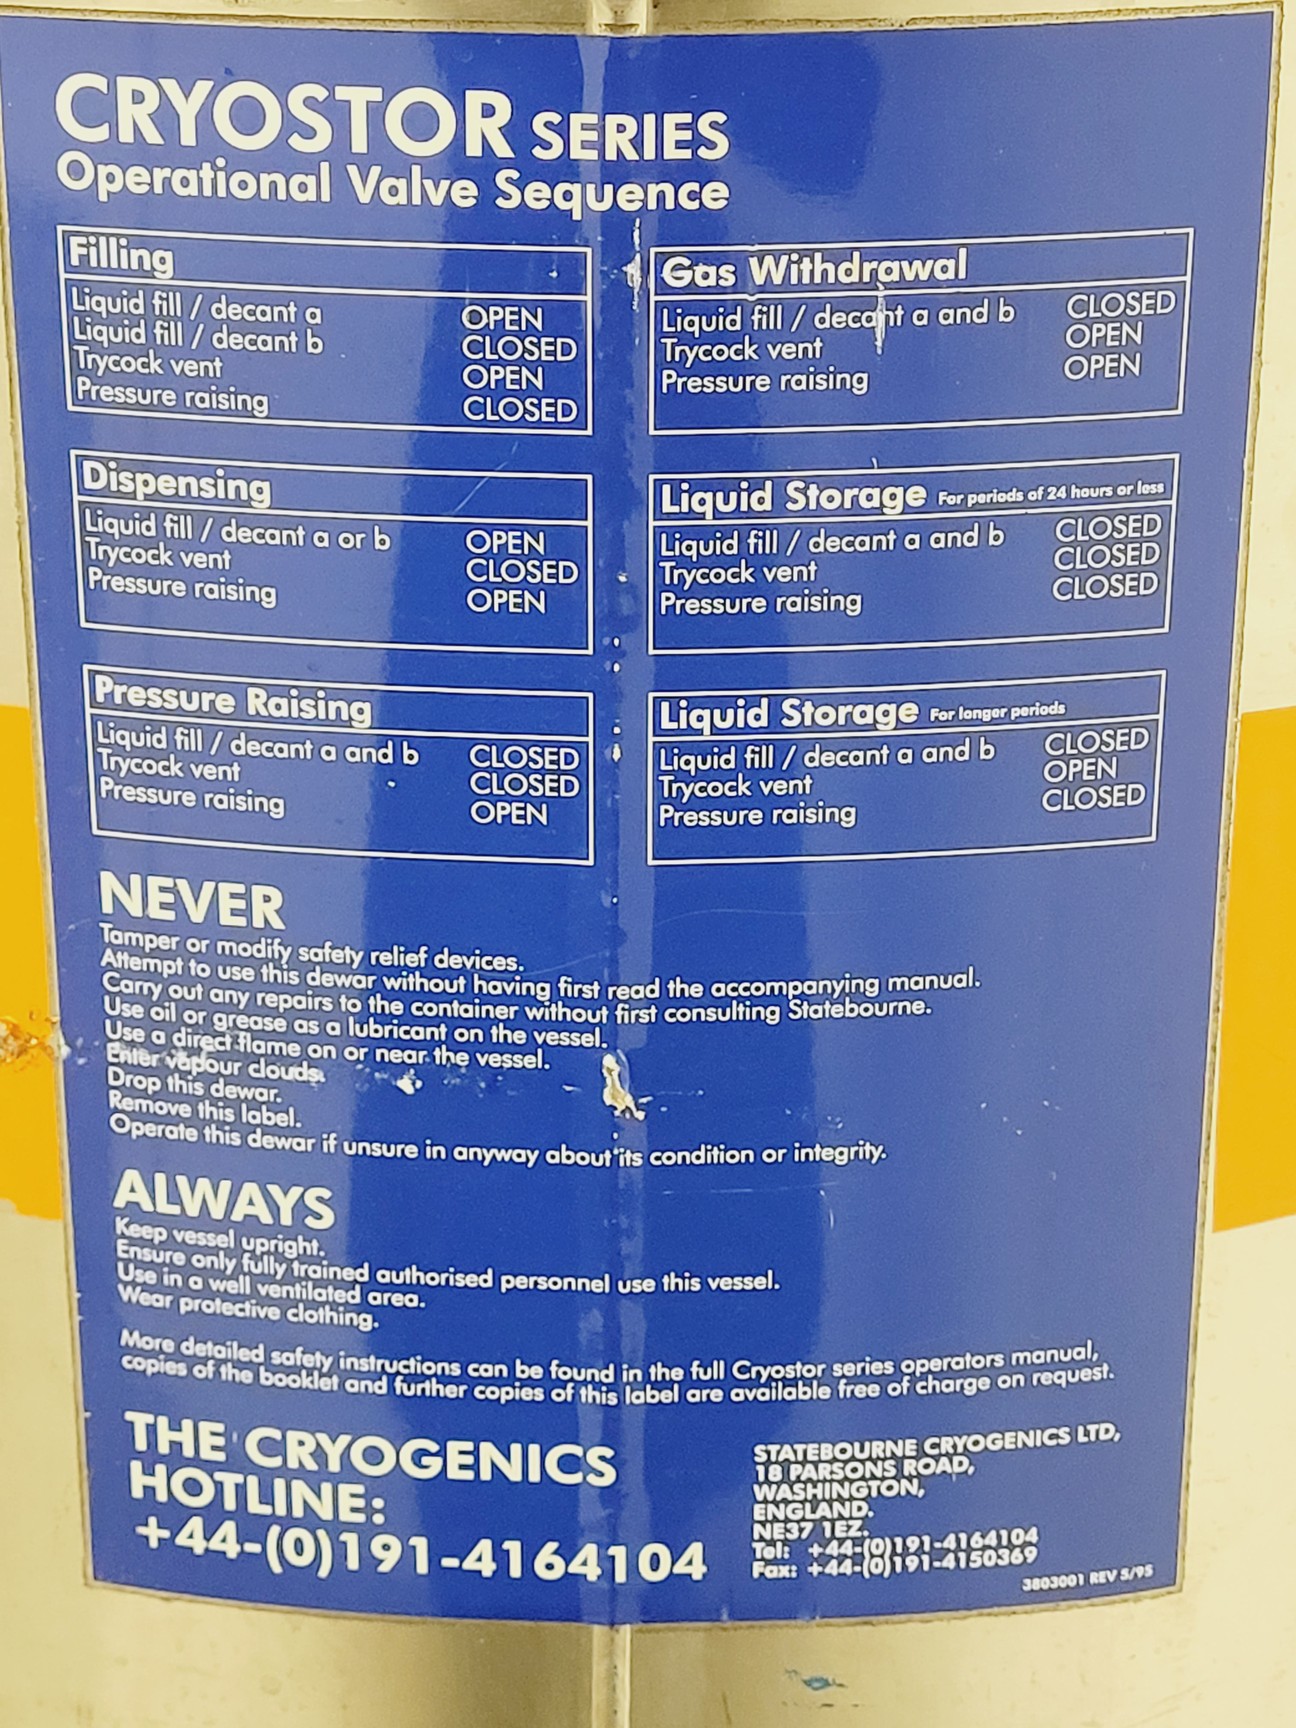 CRYOSTOR SERIES
Operational Valve Sequence
Filling
Liquid fill / decant a OPEN
Liquid fill / decant b CLOSED
Trycock vent OPEN
Pressure raising CLOSED
Gas Withdrawal
Liquid fill / decant a and b CLOSED
Trycock vent OPEN
Pressure raising OPEN
Dispensing
Liquid fill / decant a or b OPEN
Trycock vent CLOSED
Pressure raising OPEN
Liquid Storage For periods of 24 hours or less
Liquid fill / decant a and b CLOSED
Trycock vent CLOSED
Pressure raising CLOSED
Pressure Raising
Liquid fill / decant a and b CLOSED
Trycock vent CLOSED
Pressure raising OPEN
Liquid Storage For longer periods
Liquid fill / decant a and b CLOSED
Trycock vent OPEN
Pressure raising CLOSED
NEVER
Tamper or modify safety relief devices.
Attempt to use this dewar without having first read the accompanying manual.
Carry out any repairs to the container without first consulting Statebourne.
Use oil or grease as a lubricant on the vessel.
Use a direct flame on or near the vessel.
Enter vapour clouds.
Drop this dewar.
Remove this label.
Operate this dewar if unsure in anyway about its condition or integrity.
ALWAYS
Keep vessel upright.
Ensure only fully trained authorised personnel use this vessel.
Use in a well ventilated area.
Wear protective clothing.
More detailed safety instructions can be found in the full Cryostor series operators manual,
copies of the booklet and further copies of this label are available free of charge on request.
THE CRYOGENICS
HOTLINE:
+44-(0)191-4164104
STATEBOURNE CRYOGENICS LTD,
18 PARSONS ROAD,
WASHINGTON,
ENGLAND.
NE37 1EZ.
Tel: +44-(0)191-4164104
Fax: +44-(0)191-4150369
3803001 REV 5/95